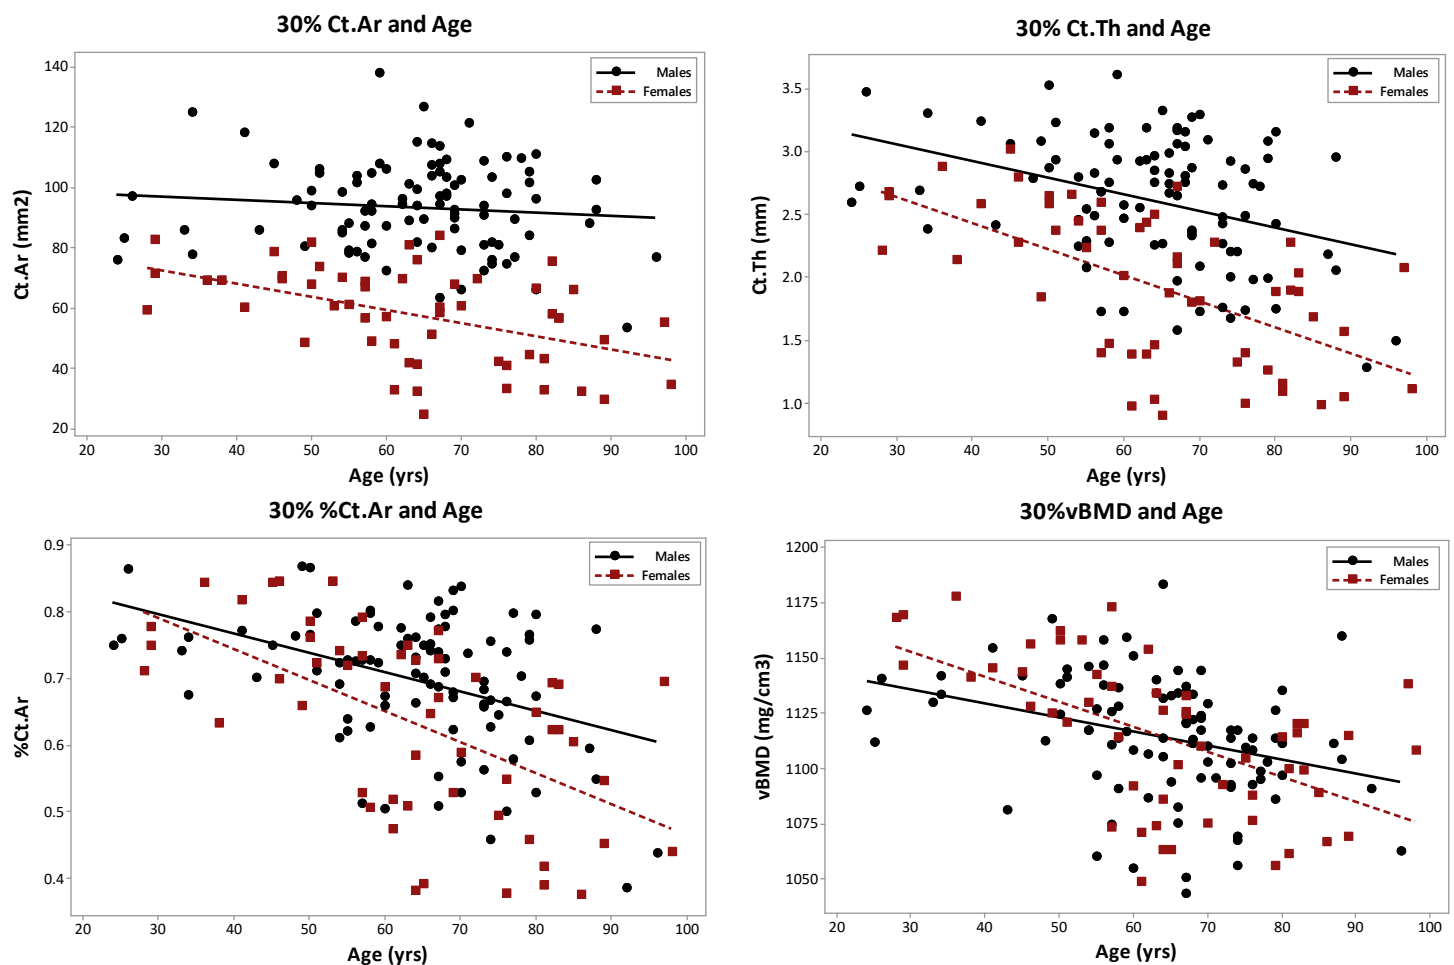 30% Ct.Ar and Age
Ct.Ar (mm2)
140
120
100
80
60
40
20
Males
Females
20 30 40 50 60 70 80 90 100
Age (yrs)
30% Ct.Th and Age
Ct.Th (mm)
3.5
3.0
2.5
2.0
1.5
1.0
Males
Females
20 30 40 50 60 70 80 90 100
Age (yrs)
30% %Ct.Ar and Age
%Ct.Ar
0.9
0.8
0.7
0.6
0.5
0.4
Males
Females
20 30 40 50 60 70 80 90 100
Age (yrs)
30%vBMD and Age
vBMD (mg/cm3)
1200
1175
1150
1125
1100
1075
1050
Males
Females
20 30 40 50 60 70 80 90 100
Age (yrs)